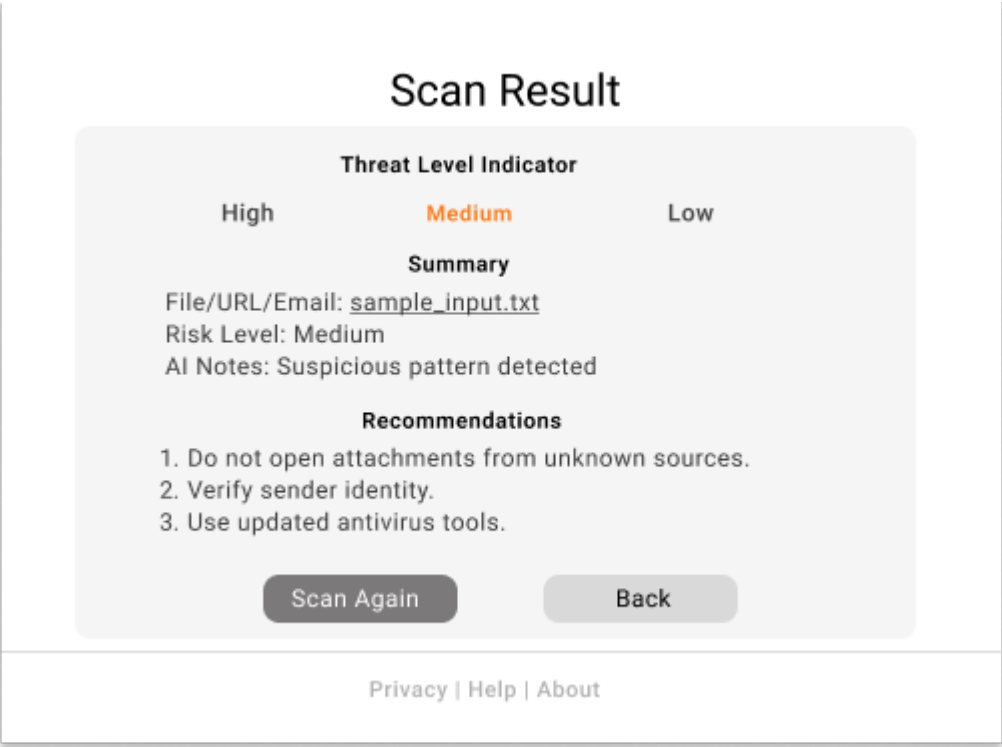 Scan Result
Threat Level Indicator
High Medium Low
Summary
File/URL/Email: sample_input.txt
Risk Level: Medium
AI Notes: Suspicious pattern detected
Recommendations
1. Do not open attachments from unknown sources.
2. Verify sender identity.
3. Use updated antivirus tools.
Scan Again Back
Privacy | Help | About